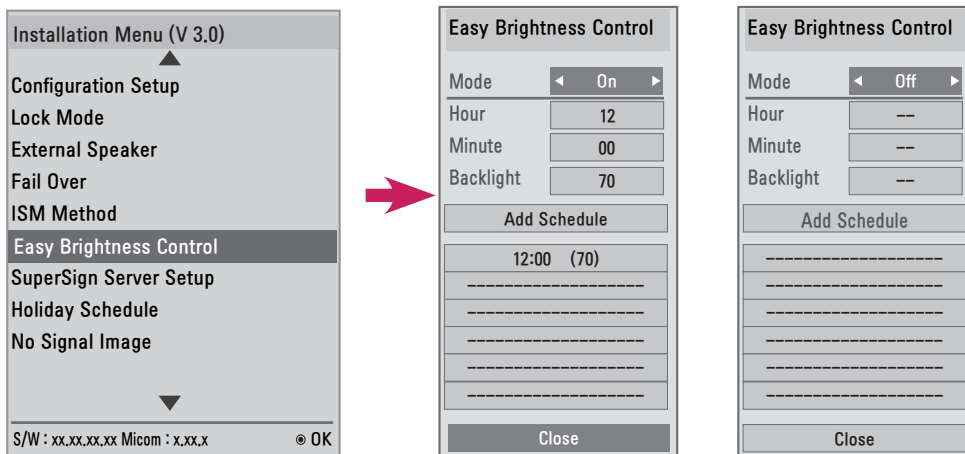 Installation Menu (V 3.0)
Configuration Setup
Lock Mode
External Speaker
Fail Over
ISM Method
Easy Brightness Control
SuperSign Server Setup
Holiday Schedule
No Signal Image
S/W : xx.xx.xx.xx Micom : x.xx.x ◉ OK
Easy Brightness Control
Mode ◄ On ►
Hour 12
Minute 00
Backlight 70
Add Schedule
12:00 (70)
-------------------
-------------------
-------------------
-------------------
-------------------
Close
Easy Brightness Control
Mode ◄ Off ►
Hour --
Minute --
Backlight --
Add Schedule
-------------------
-------------------
-------------------
-------------------
-------------------
-------------------
Close